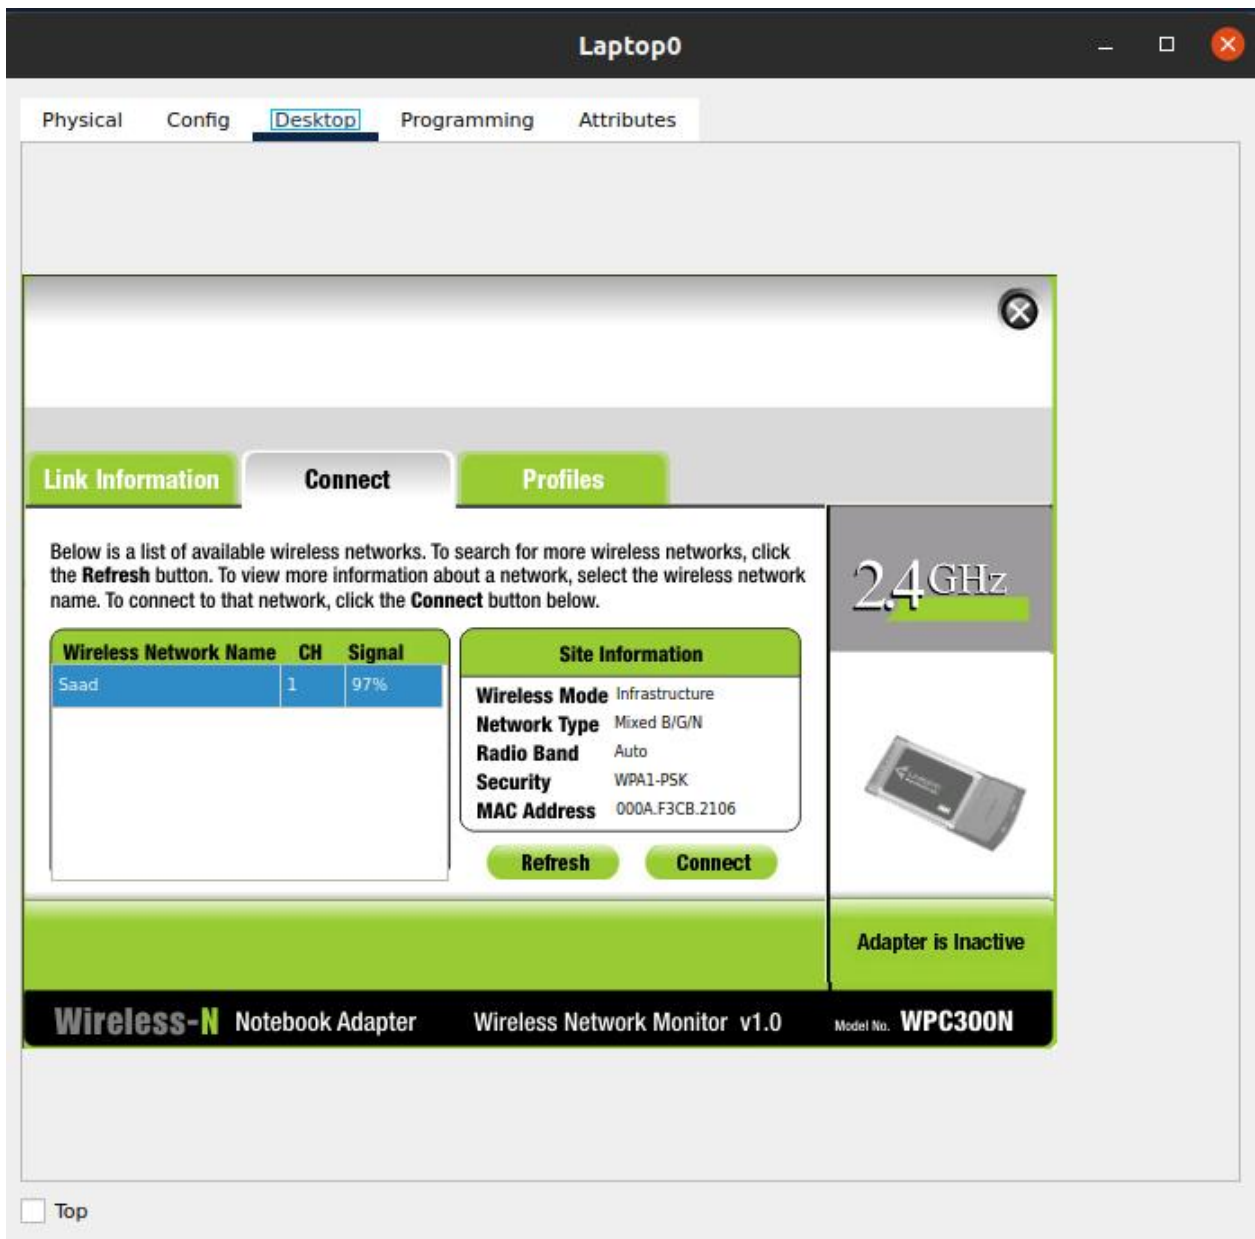 Laptop0
Physical Config Desktop Programming Attributes
Link Information Connect Profiles
Below is a list of available wireless networks. To search for more wireless networks, click
the Refresh button. To view more information about a network, select the wireless network
name. To connect to that network, click the Connect button below.
2.4GHz
Wireless Network Name CH Signal
Saad 1 97%
Site Information
Wireless Mode Infrastructure
Network Type Mixed B/G/N
Radio Band Auto
Security WPA1-PSK
MAC Address 000A.F3CB.2106
Refresh Connect
Adapter is Inactive
Wireless-N Notebook Adapter Wireless Network Monitor v1.0 Model No. WPC300N
Top